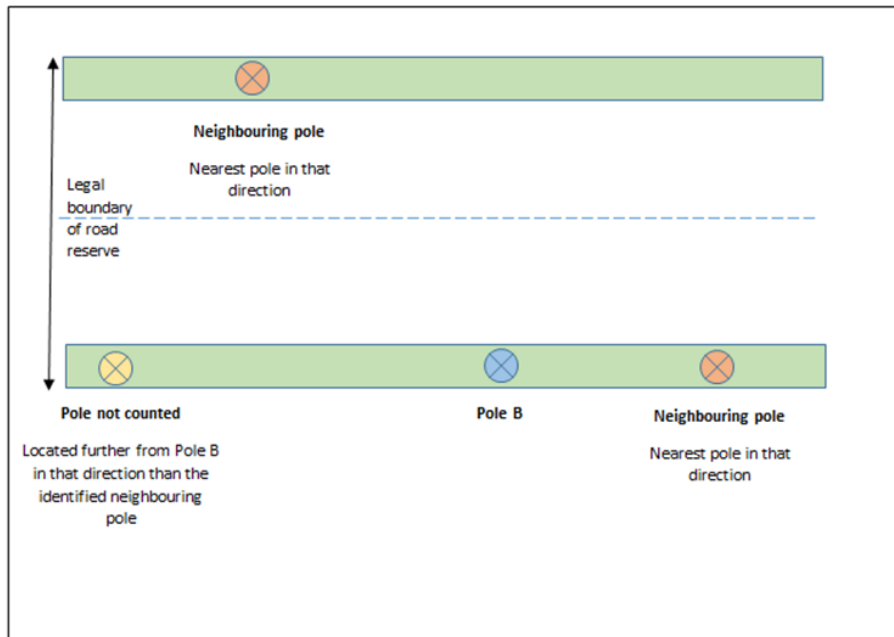 Neighbouring pole
Nearest pole in that
direction
Legal
boundary
of road
reserve
Pole not counted
Located further from Pole B
in that direction than the
identified neighbouring
pole
Pole B
Neighbouring pole
Nearest pole in that
direction